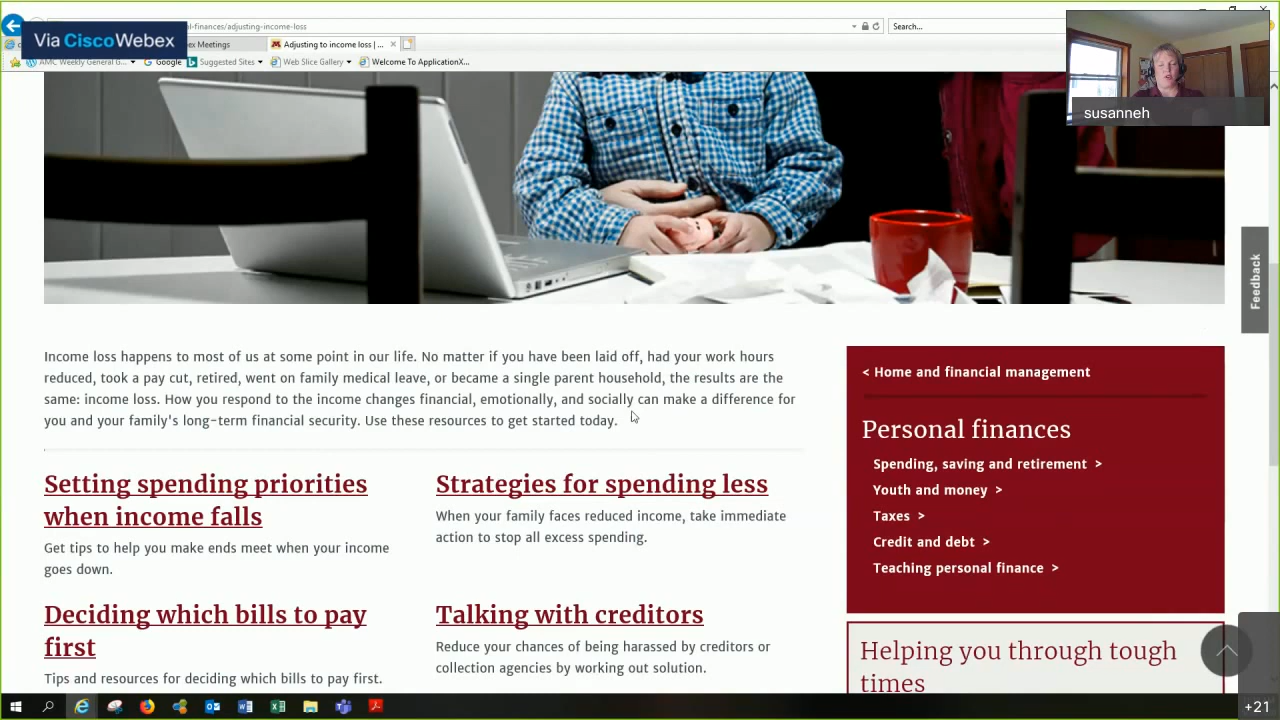 l-finances/adjusting-income-loss
Search...
Via CiscoWebex
ex Meetings
Adjusting to income loss | ...
AMC Weekly General G...
Google
Suggested Sites
Web Slice Gallery
Welcome To ApplicationX...
susanneh
Feedback
Income loss happens to most of us at some point in our life. No matter if you have been laid off, had your work hours
reduced, took a pay cut, retired, went on family medical leave, or became a single parent household, the results are the
same: income loss. How you respond to the income changes financial, emotionally, and socially can make a difference for
you and your family's long-term financial security. Use these resources to get started today.
Setting spending priorities
when income falls
Get tips to help you make ends meet when your income
goes down.
Strategies for spending less
When your family faces reduced income, take immediate
action to stop all excess spending.
Deciding which bills to pay
first
Tips and resources for deciding which bills to pay first.
Talking with creditors
Reduce your chances of being harassed by creditors or
collection agencies by working out solution.
< Home and financial management
Personal finances
Spending, saving and retirement >
Youth and money >
Taxes >
Credit and debt >
Teaching personal finance >
Helping you through tough
times
+21